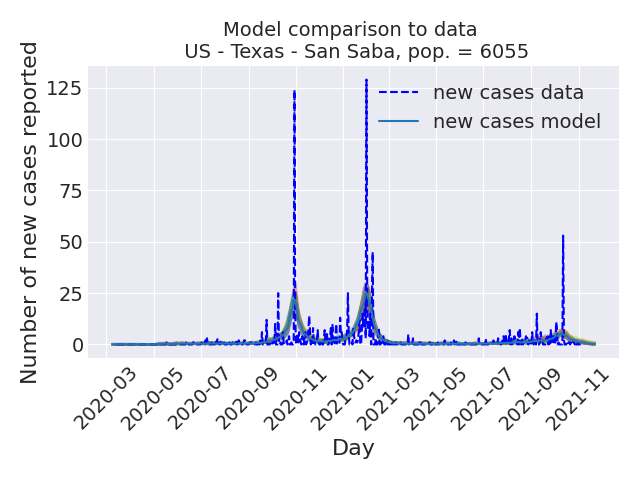 Model comparison to data
US - Texas - San Saba, pop. = 6055
Number of new cases reported
125
100
75
50
25
0
new cases data
new cases model
2020-03
2020-05
2020-07
2020-09
2020-11
2021-01
2021-03
2021-05
2021-07
2021-09
2021-11
Day